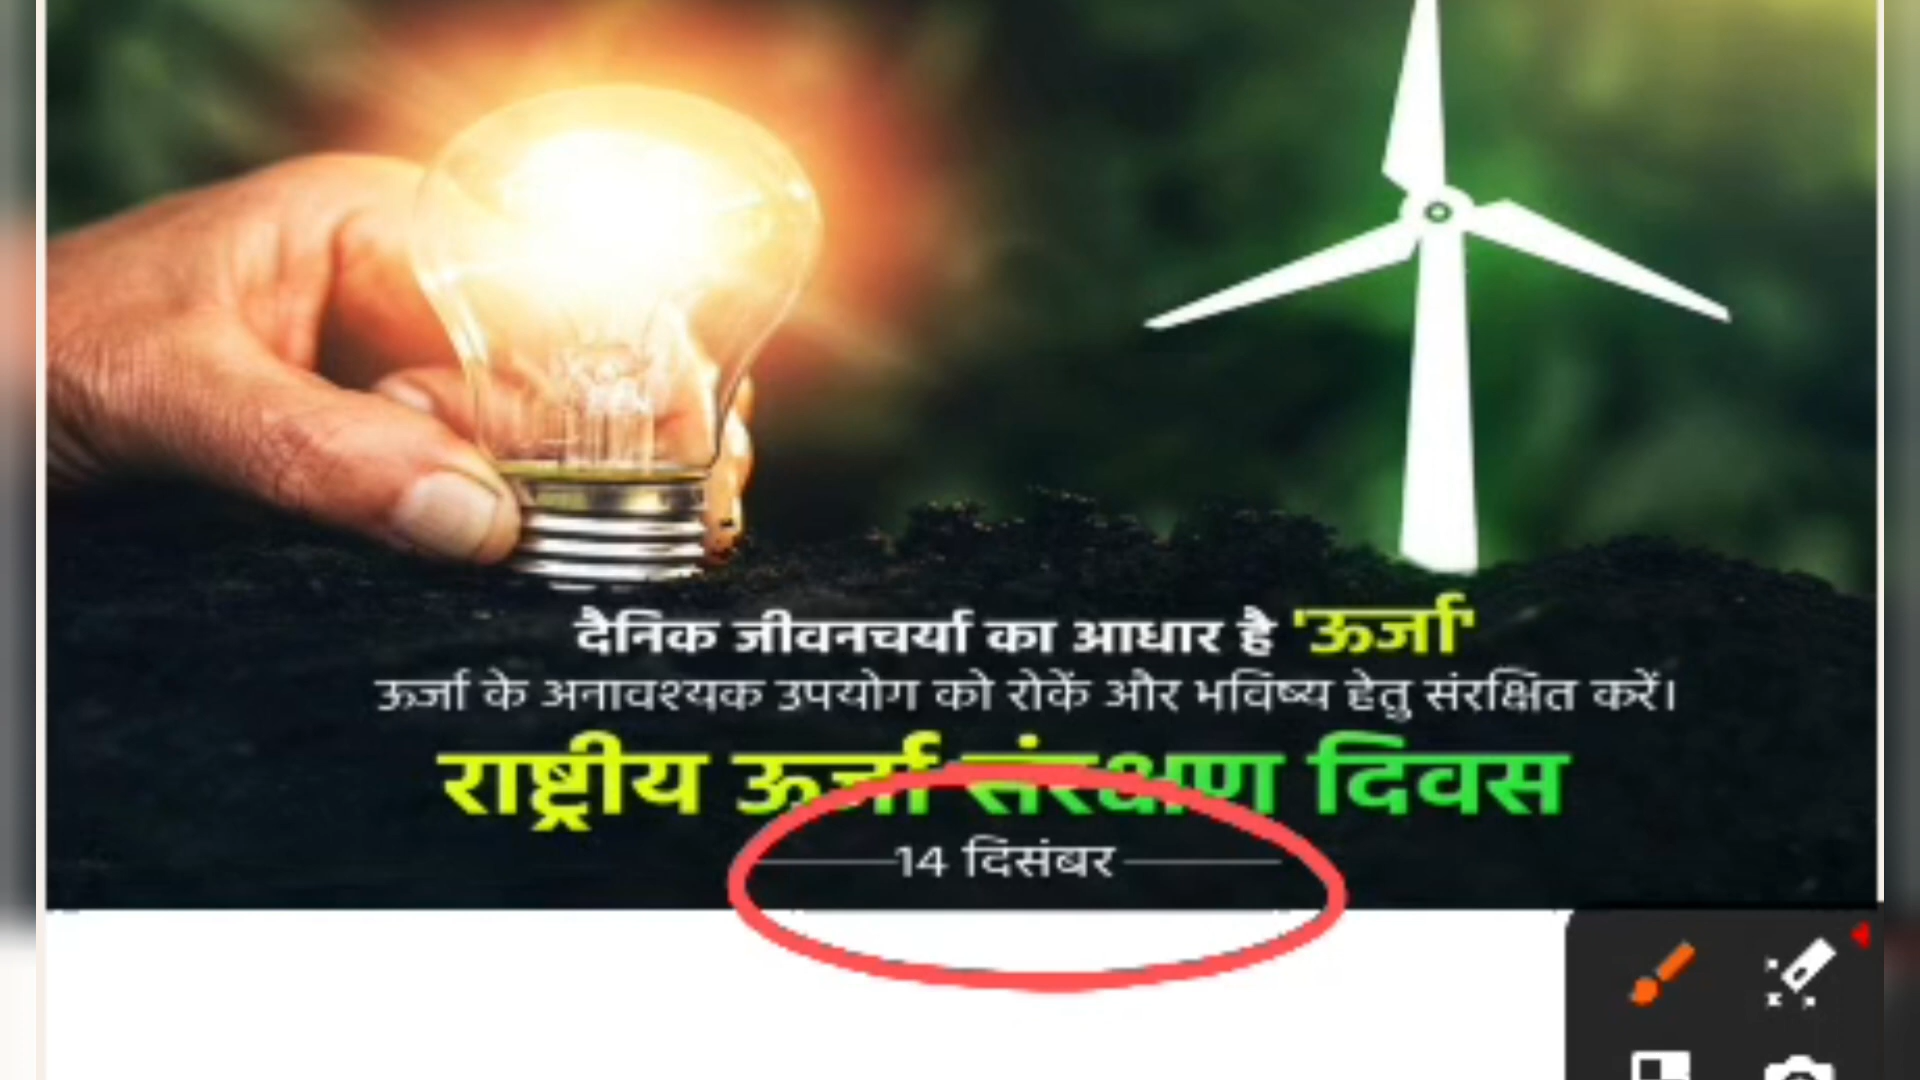 दैनिक जीवनचर्या का आधार है 'ऊर्जा'
ऊर्जा के अनावश्यक उपयोग को रोकें और भविष्य हेतु संरक्षित करें।
राष्ट्रीय ऊर्जा संरक्षण दिवस
14 दिसंबर